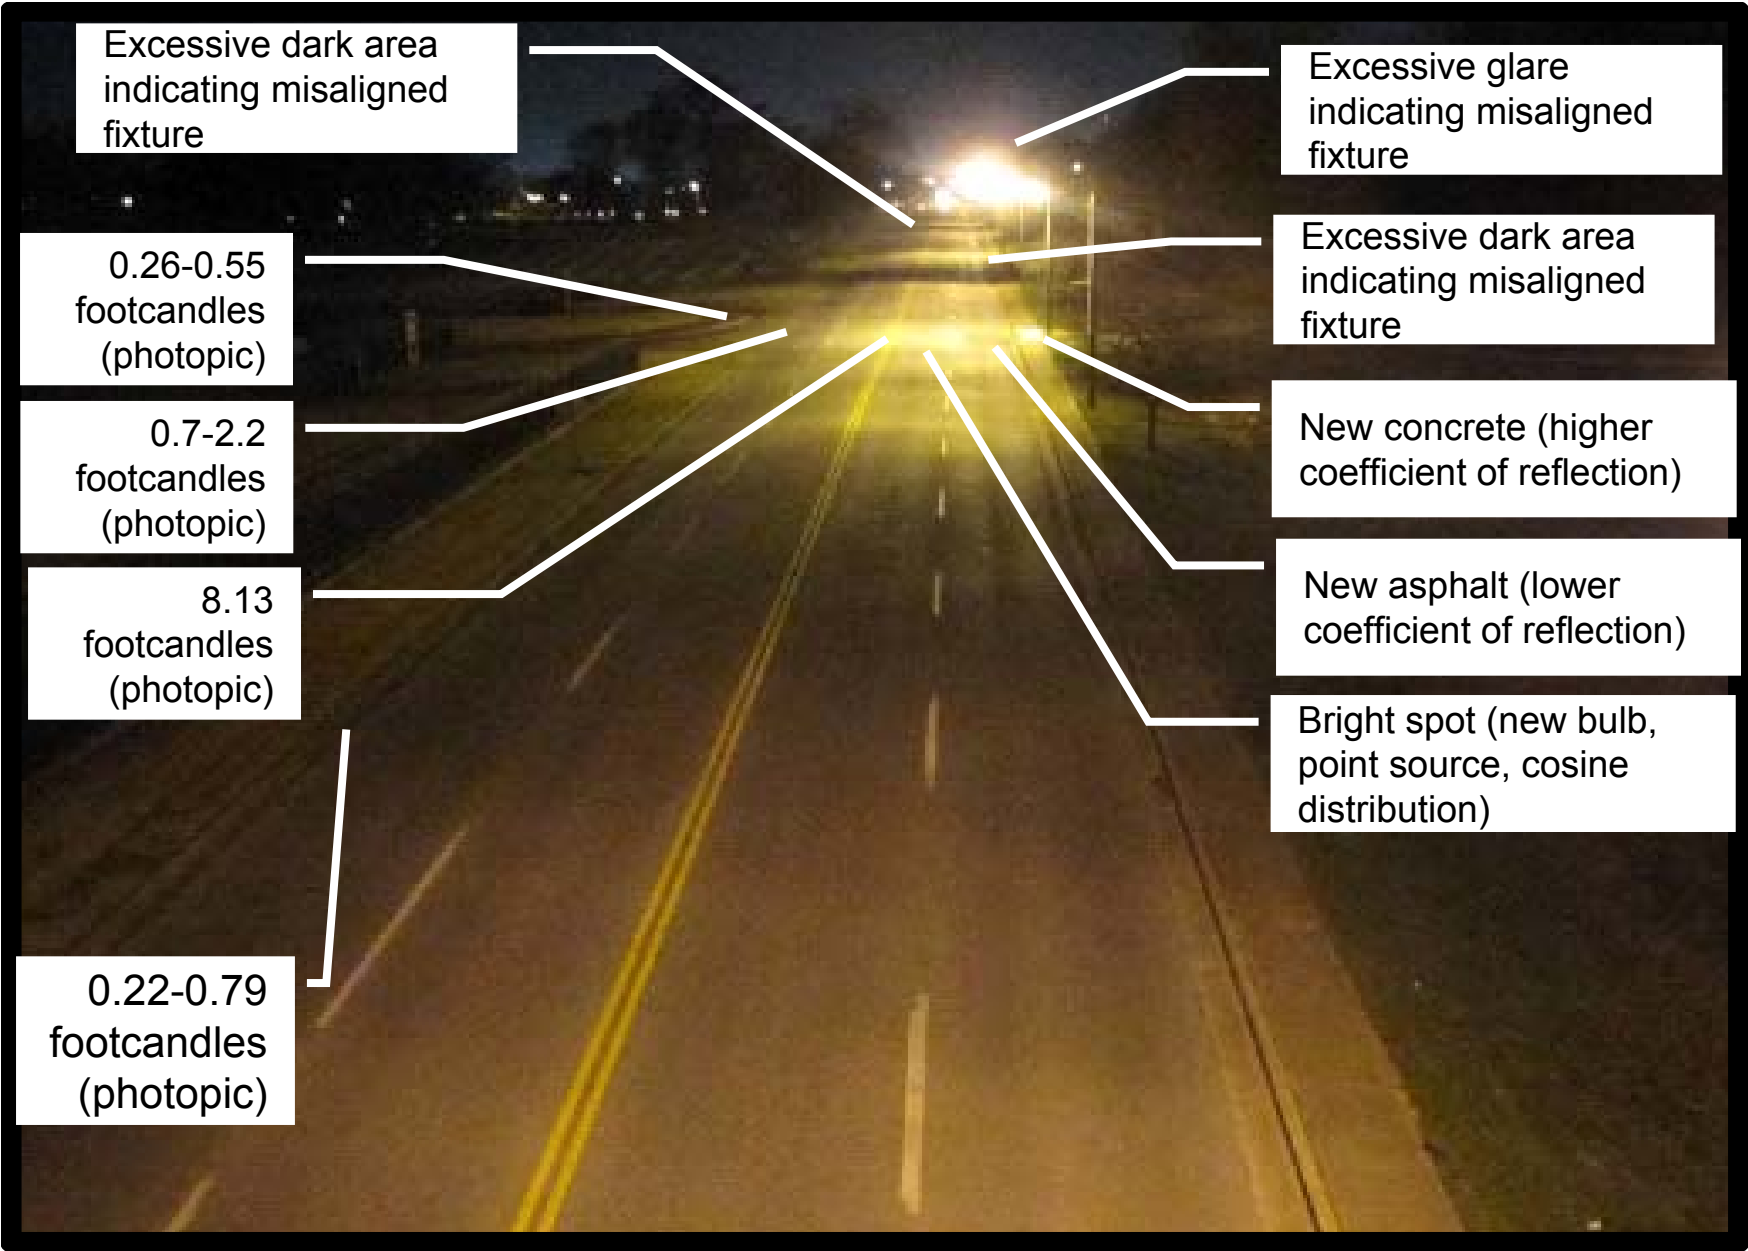 Excessive dark area
indicating misaligned
fixture
Excessive glare
indicating misaligned
fixture
0.26-0.55
footcandles
(photopic)
Excessive dark area
indicating misaligned
fixture
0.7-2.2
footcandles
(photopic)
New concrete (higher
coefficient of reflection)
8.13
footcandles
(photopic)
New asphalt (lower
coefficient of reflection)
Bright spot (new bulb,
point source, cosine
distribution)
0.22-0.79
footcandles
(photopic)